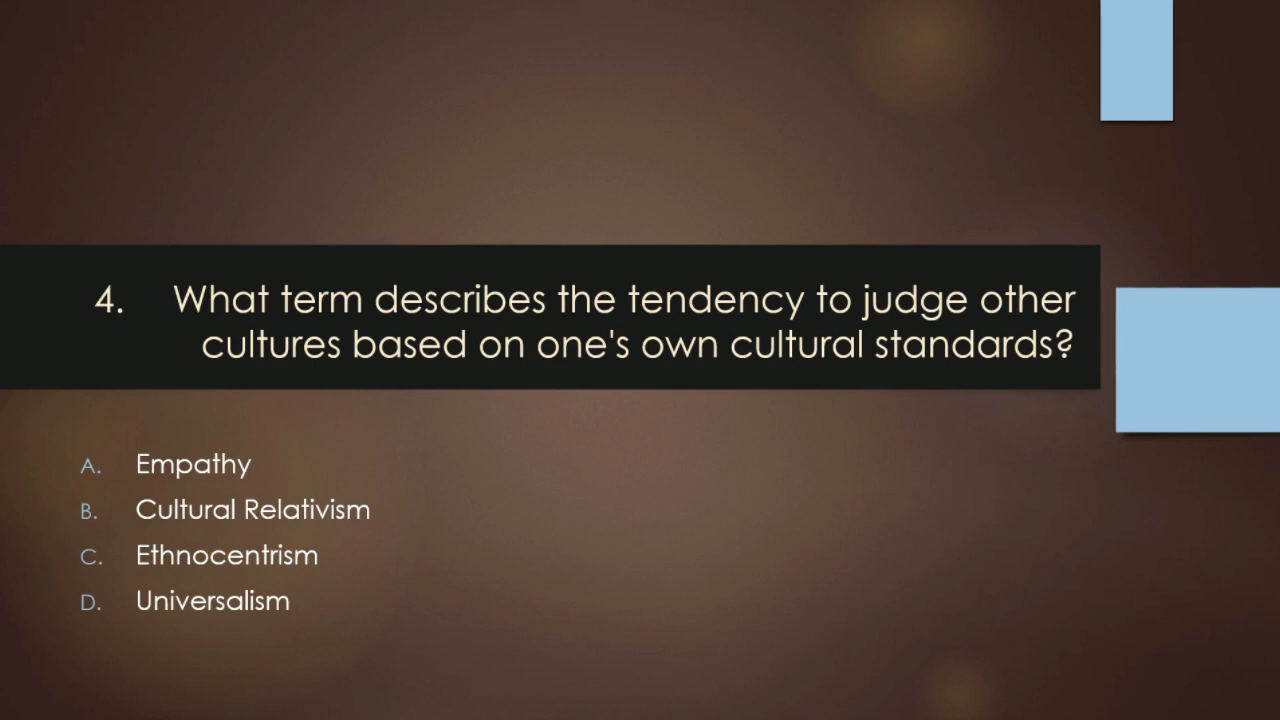 4. What term describes the tendency to judge other
cultures based on one's own cultural standards?
A. Empathy
B. Cultural Relativism
C. Ethnocentrism
D. Universalism